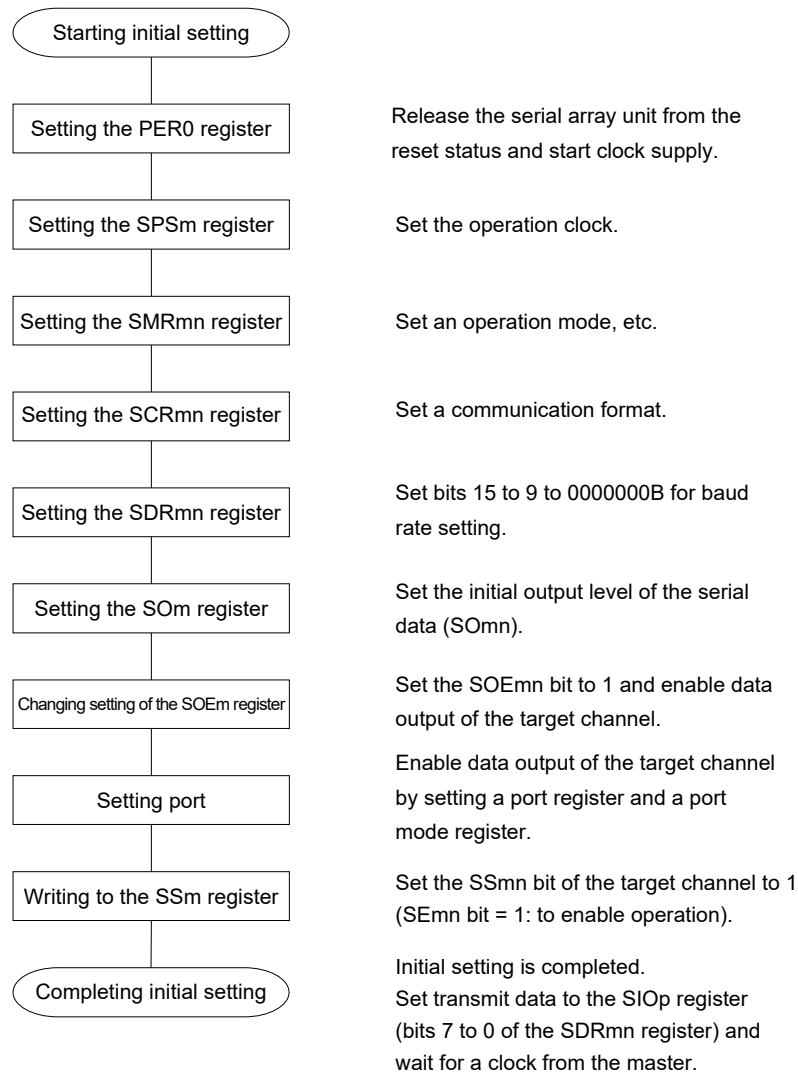 Starting initial setting
Setting the PER0 register
Release the serial array unit from the
reset status and start clock supply.
Setting the SPSm register
Set the operation clock.
Setting the SMRmn register
Set an operation mode, etc.
Setting the SCRmn register
Set a communication format.
Setting the SDRmn register
Set bits 15 to 9 to 0000000B for baud
rate setting.
Setting the SOm register
Set the initial output level of the serial
data (SOmn).
Changing setting of the SOEm register
Set the SOEmn bit to 1 and enable data
output of the target channel.
Setting port
Enable data output of the target channel
by setting a port register and a port
mode register.
Writing to the SSm register
Set the SSmn bit of the target channel to 1
(SEmn bit = 1: to enable operation).
Completing initial setting
Initial setting is completed.
Set transmit data to the SIOp register
(bits 7 to 0 of the SDRmn register) and
wait for a clock from the master.